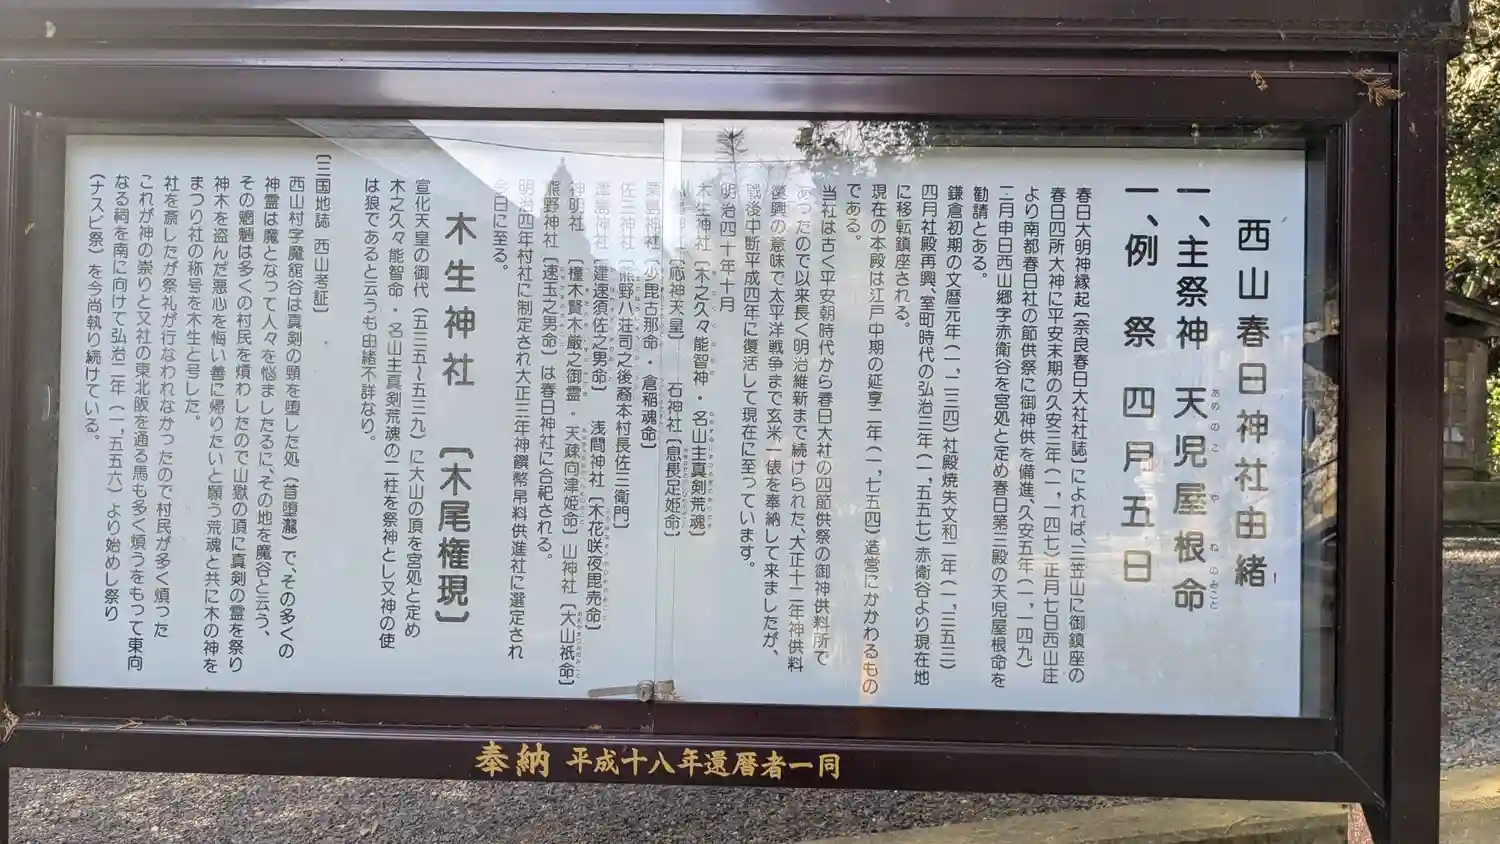 西山春日神社由緒
一、主祭神　天児屋根命
あめのこやねのみこと
一、例　祭　四月五日
春日大明神縁起〔奈良春日大社社誌〕によれば、三笠山に御鎮座の
春日四所大神に平安末期の久安三年（一、一四七）正月七日西山庄
より南都春日社の節供祭に御神供を備進、久安五年（一、一四九）
二月申日西山郷字赤衛谷を宮処と定め春日第三殿の天児屋根命を
勧請とある。
鎌倉初期の文暦元年（一、二三四）社殿焼失文和二年（一、三五三）
四月社殿再興、室町時代の弘治三年（一、五五七）赤衛谷より現在地
に移転鎮座される。
現在の本殿は江戸中期の延享二年（一、七五四）造営にかかわるもの
である。
当社は古く平安朝時代から春日大社の四節供祭の御神供料所で
あったので以来長く明治維新まで続けられた、大正十二年神供料
復興の意味で太平洋戦争まで玄米一俵を奉納して来ましたが、
戦後中断平成四年に復活して現在に至っています。
明治四十年十月
木生神社〔木之久々能智神・名山主真剣荒魂〕
八幡神社〔応神天皇〕　石神社〔息長足姫命〕
粟島神社〔少毘古那命・倉稲魂命〕
佐三神社〔熊野八荘司之後裔本村長佐三衛門〕
津島神社〔建速須佐之男命〕　浅間神社〔木花咲夜毘売命〕
神明社　〔橦木賢木厳之御霊・天疎向津姫命〕山神社〔大山祇命〕
熊野神社〔速玉之男命〕は春日神社に合祀される。
明治四年村社に制定され大正三年神饌幣帛料供進社に選定され
今日に至る。
木生神社　〔木尾権現〕
宣化天皇の御代（五三五～五三九）に大山の頂を宮処と定め
木之久々能智命・名山主真剣荒魂の二柱を祭神とし又神の使
は狼であると云うも由緒不詳なり。
〔三国地誌　西山考証〕
西山村字魔舘谷は真剣の頸を堕した処（首堕瀧）で、その多くの
神霊は魔となって人々を悩ましたるに、その地を魔谷と云う、
その魍魎は多くの村民を煩わしたので山獄の頂に真剣の霊を祭り
神木を盗んだ悪心を悔い善に帰りたいと願う荒魂と共に木の神を
まつり社の称号を木生と号した。
社を斎したが祭礼が行なわれなかったので村民が多く煩った
これが神の祟りと又社の東北阪を通る馬も多く煩うをもって東向
なる祠を南に向けて弘治二年（一五五六）より始めし祭り
（ナスビ祭）を今尚執り続けている。
奉納　平成十八年還暦者一同